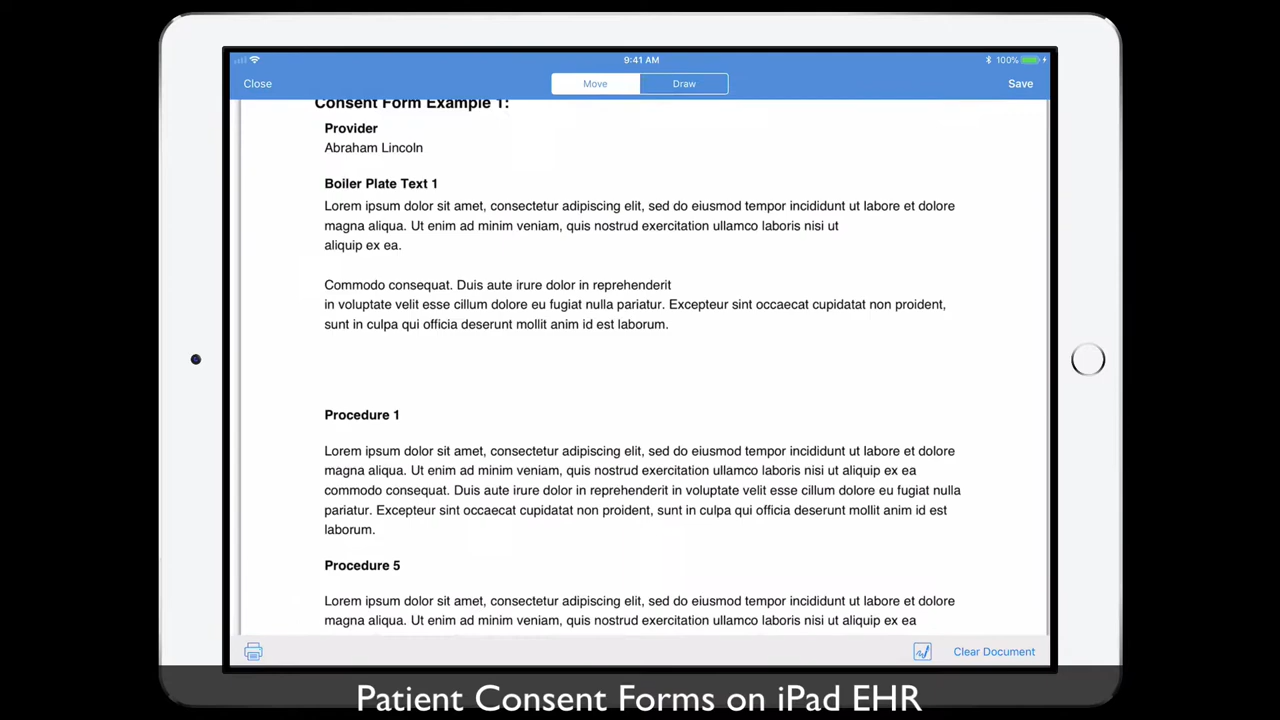 9:41 AM
100%
Close
Move
Draw
Save
Consent Form Example 1:
Provider
Abraham Lincoln
Boiler Plate Text 1
Lorem ipsum dolor sit amet, consectetur adipiscing elit, sed do eiusmod tempor incididunt ut labore et dolore
magna aliqua. Ut enim ad minim veniam, quis nostrud exercitation ullamco laboris nisi ut
aliquip ex ea.
Commodo consequat. Duis aute irure dolor in reprehenderit
in voluptate velit esse cillum dolore eu fugiat nulla pariatur. Excepteur sint occaecat cupidatat non proident,
sunt in culpa qui officia deserunt mollit anim id est laborum.
Procedure 1
Lorem ipsum dolor sit amet, consectetur adipiscing elit, sed do eiusmod tempor incididunt ut labore et dolore
magna aliqua. Ut enim ad minim veniam, quis nostrud exercitation ullamco laboris nisi ut aliquip ex ea
commodo consequat. Duis aute irure dolor in reprehenderit in voluptate velit esse cillum dolore eu fugiat nulla
pariatur. Excepteur sint occaecat cupidatat non proident, sunt in culpa qui officia deserunt mollit anim id est
laborum.
Procedure 5
Lorem ipsum dolor sit amet, consectetur adipiscing elit, sed do eiusmod tempor incididunt ut labore et dolore
magna aliqua. Ut enim ad minim veniam, quis nostrud exercitation ullamco laboris nisi ut aliquip ex ea
Clear Document
Patient Consent Forms on iPad EHR